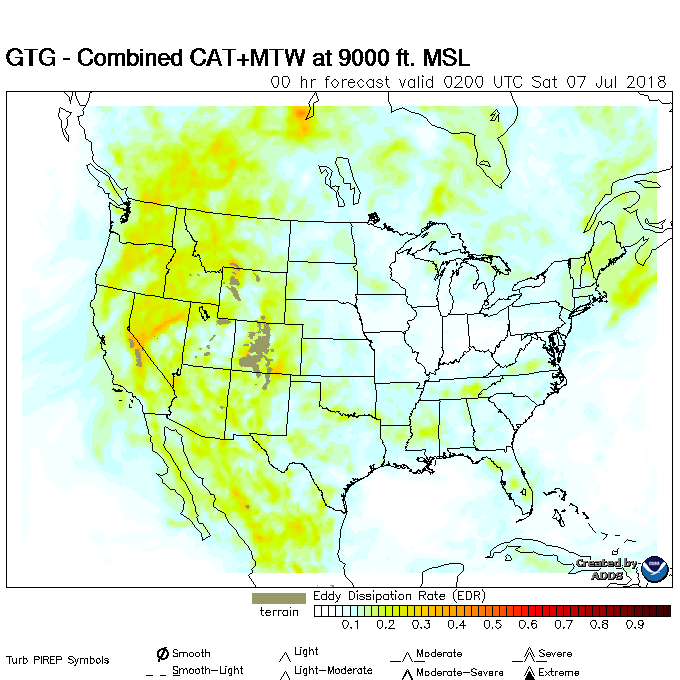 GTG - Combined CAT+MTW at 9000 ft. MSL
00 hr forecast valid 0200 UTC Sat 07 Jul 2018
Created by
ADDS
Eddy Dissipation Rate (EDR)
terrain
0.1 0.2 0.3 0.4 0.5 0.6 0.7 0.8 0.9
Turb PIREP Symbols
Smooth Light Moderate Severe
Smooth-Light Light-Moderate Moderate-Severe Extreme